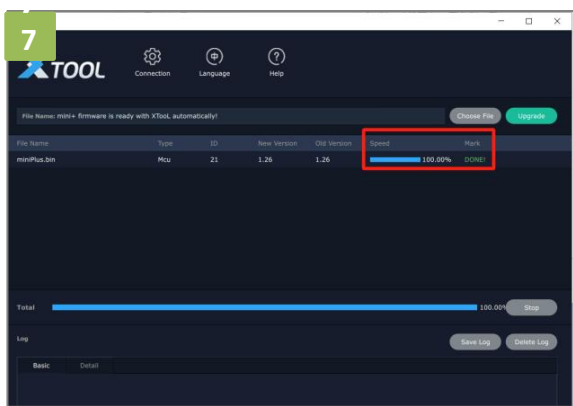 7
XTOOL
Connection
Language
Help
File Name: mini+ firmware is ready with XTooL automatically!
Choose File
Upgrade
File Name Type ID New Version Old Version Speed Mark
miniPlus.bin Mcu 21 1.26 1.26 100.00% DONE!
Total 100.00% Stop
Log
Save Log Delete Log
Basic Detail